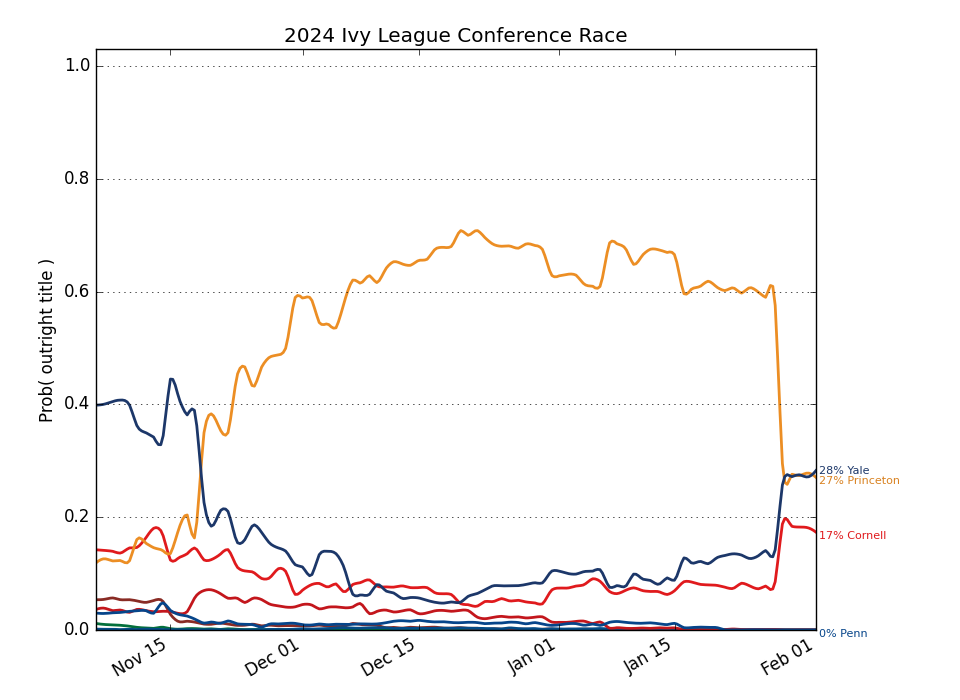 2024 Ivy League Conference Race
Prob( outright title )
1.0
0.8
0.6
0.4
0.2
0.0
28% Yale
27% Princeton
17% Cornell
0% Penn
Nov 15
Dec 01
Dec 15
Jan 01
Jan 15
Feb 01